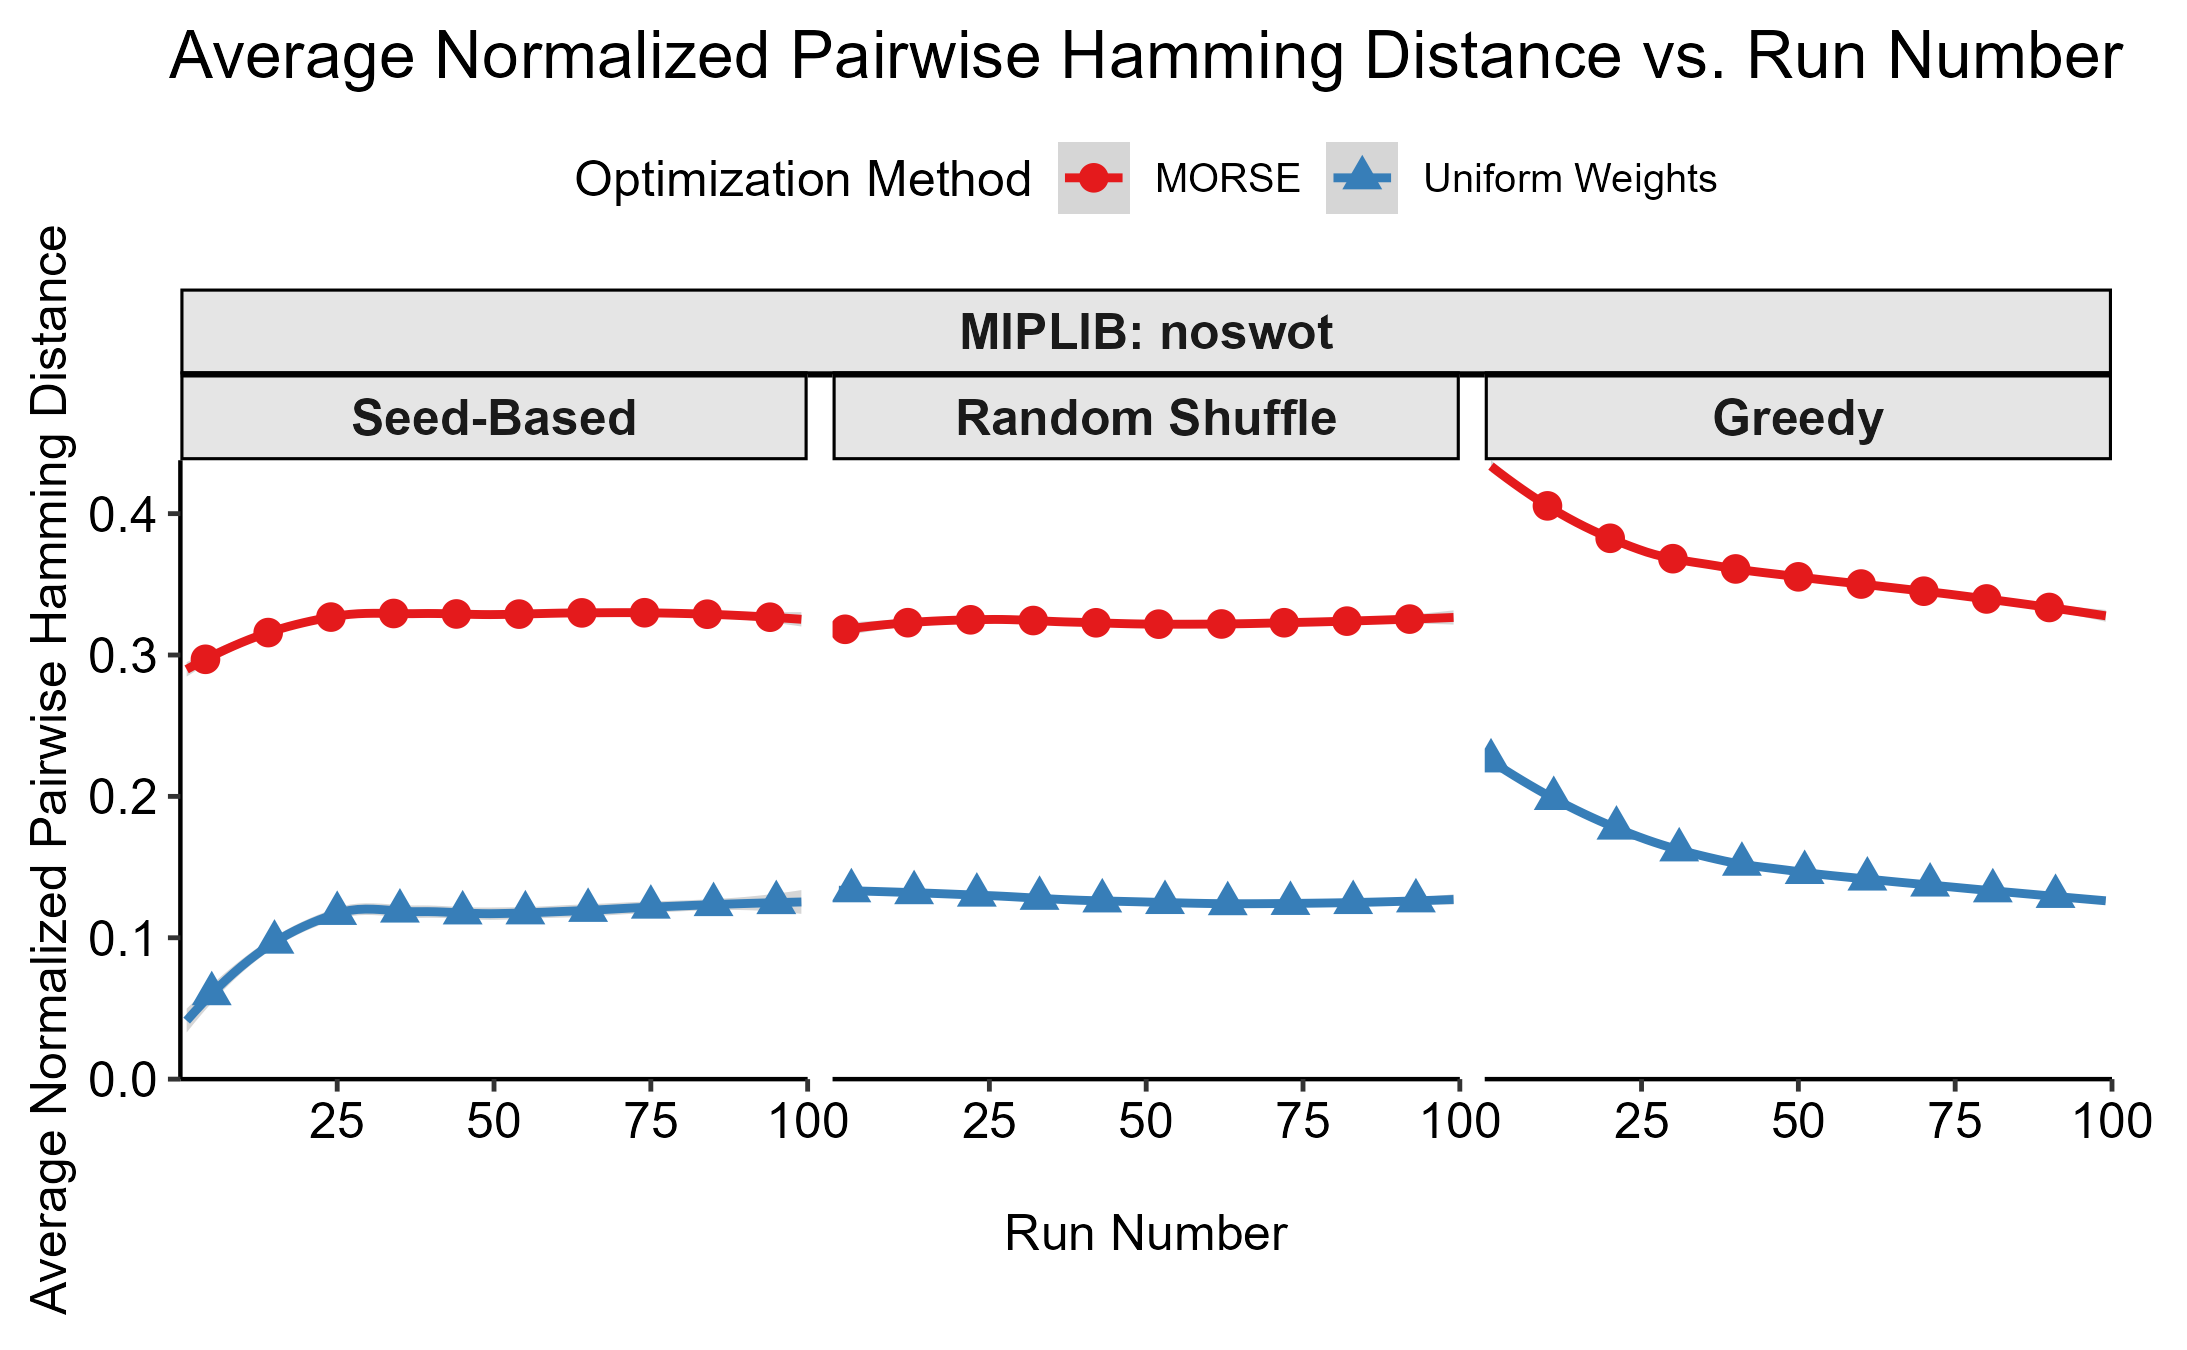 Average Normalized Pairwise Hamming Distance vs. Run Number
Optimization Method MORSE Uniform Weights
Average Normalized Pairwise Hamming Distance
MIPLIB: noswot
Seed-Based Random Shuffle Greedy
0.4
0.3
0.2
0.1
0.0
25 50 75 100 25 50 75 100 25 50 75 100
Run Number